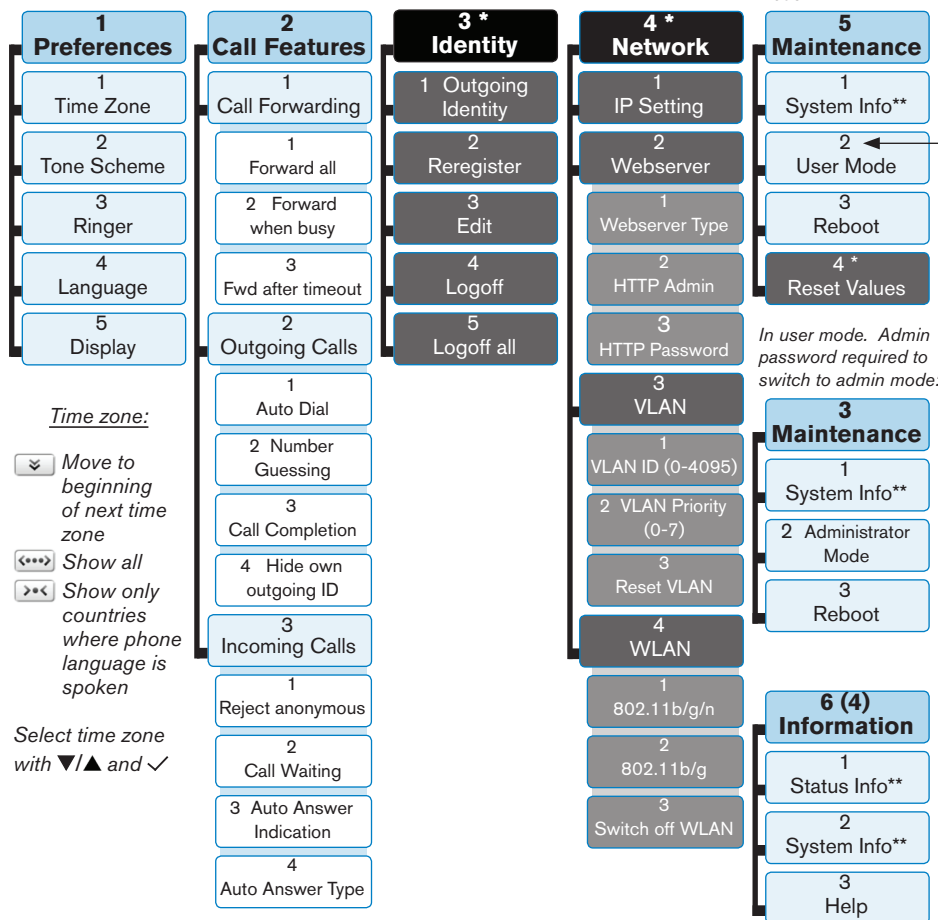 1
Preferences
1
Time Zone
2
Tone Scheme
3
Ringer
4
Language
5
Display
Time zone:
Move to
beginning
of next time
zone
Show all
Show only
countries
where phone
language is
spoken
Select time zone
with ▼/▲ and ✓
2
Call Features
1
Call Forwarding
1
Forward all
2 Forward
when busy
3
Fwd after timeout
2
Outgoing Calls
1
Auto Dial
2 Number
Guessing
3
Call Completion
4 Hide own
outgoing ID
3
Incoming Calls
1
Reject anonymous
2
Call Waiting
3 Auto Answer
Indication
4
Auto Answer Type
3 *
Identity
1 Outgoing
Identity
2
Reregister
3
Edit
4
Logoff
5
Logoff all
4 *
Network
1
IP Setting
2
Webserver
1
Webserver Type
2
HTTP Admin
3
HTTP Password
3
VLAN
1
VLAN ID (0-4095)
2 VLAN Priority
(0-7)
3
Reset VLAN
4
WLAN
1
802.11b/g/n
2
802.11b/g
3
Switch off WLAN
5
Maintenance
1
System Info**
2
User Mode
3
Reboot
4 *
Reset Values
In user mode. Admin
password required to
switch to admin mode:
3
Maintenance
1
System Info**
2 Administrator
Mode
3
Reboot
6 (4)
Information
1
Status Info**
2
System Info**
3
Help